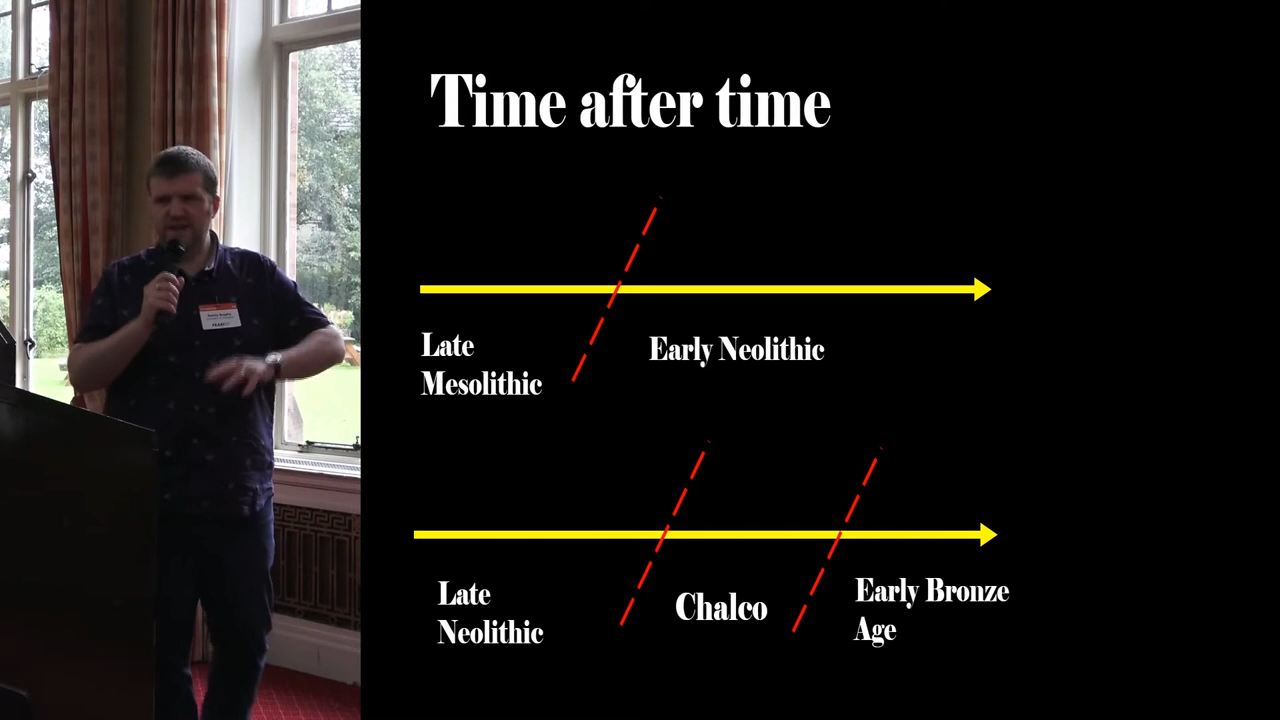 Time after time
Late
Mesolithic
Early Neolithic
Late
Neolithic
Chalco
Early Bronze
Age